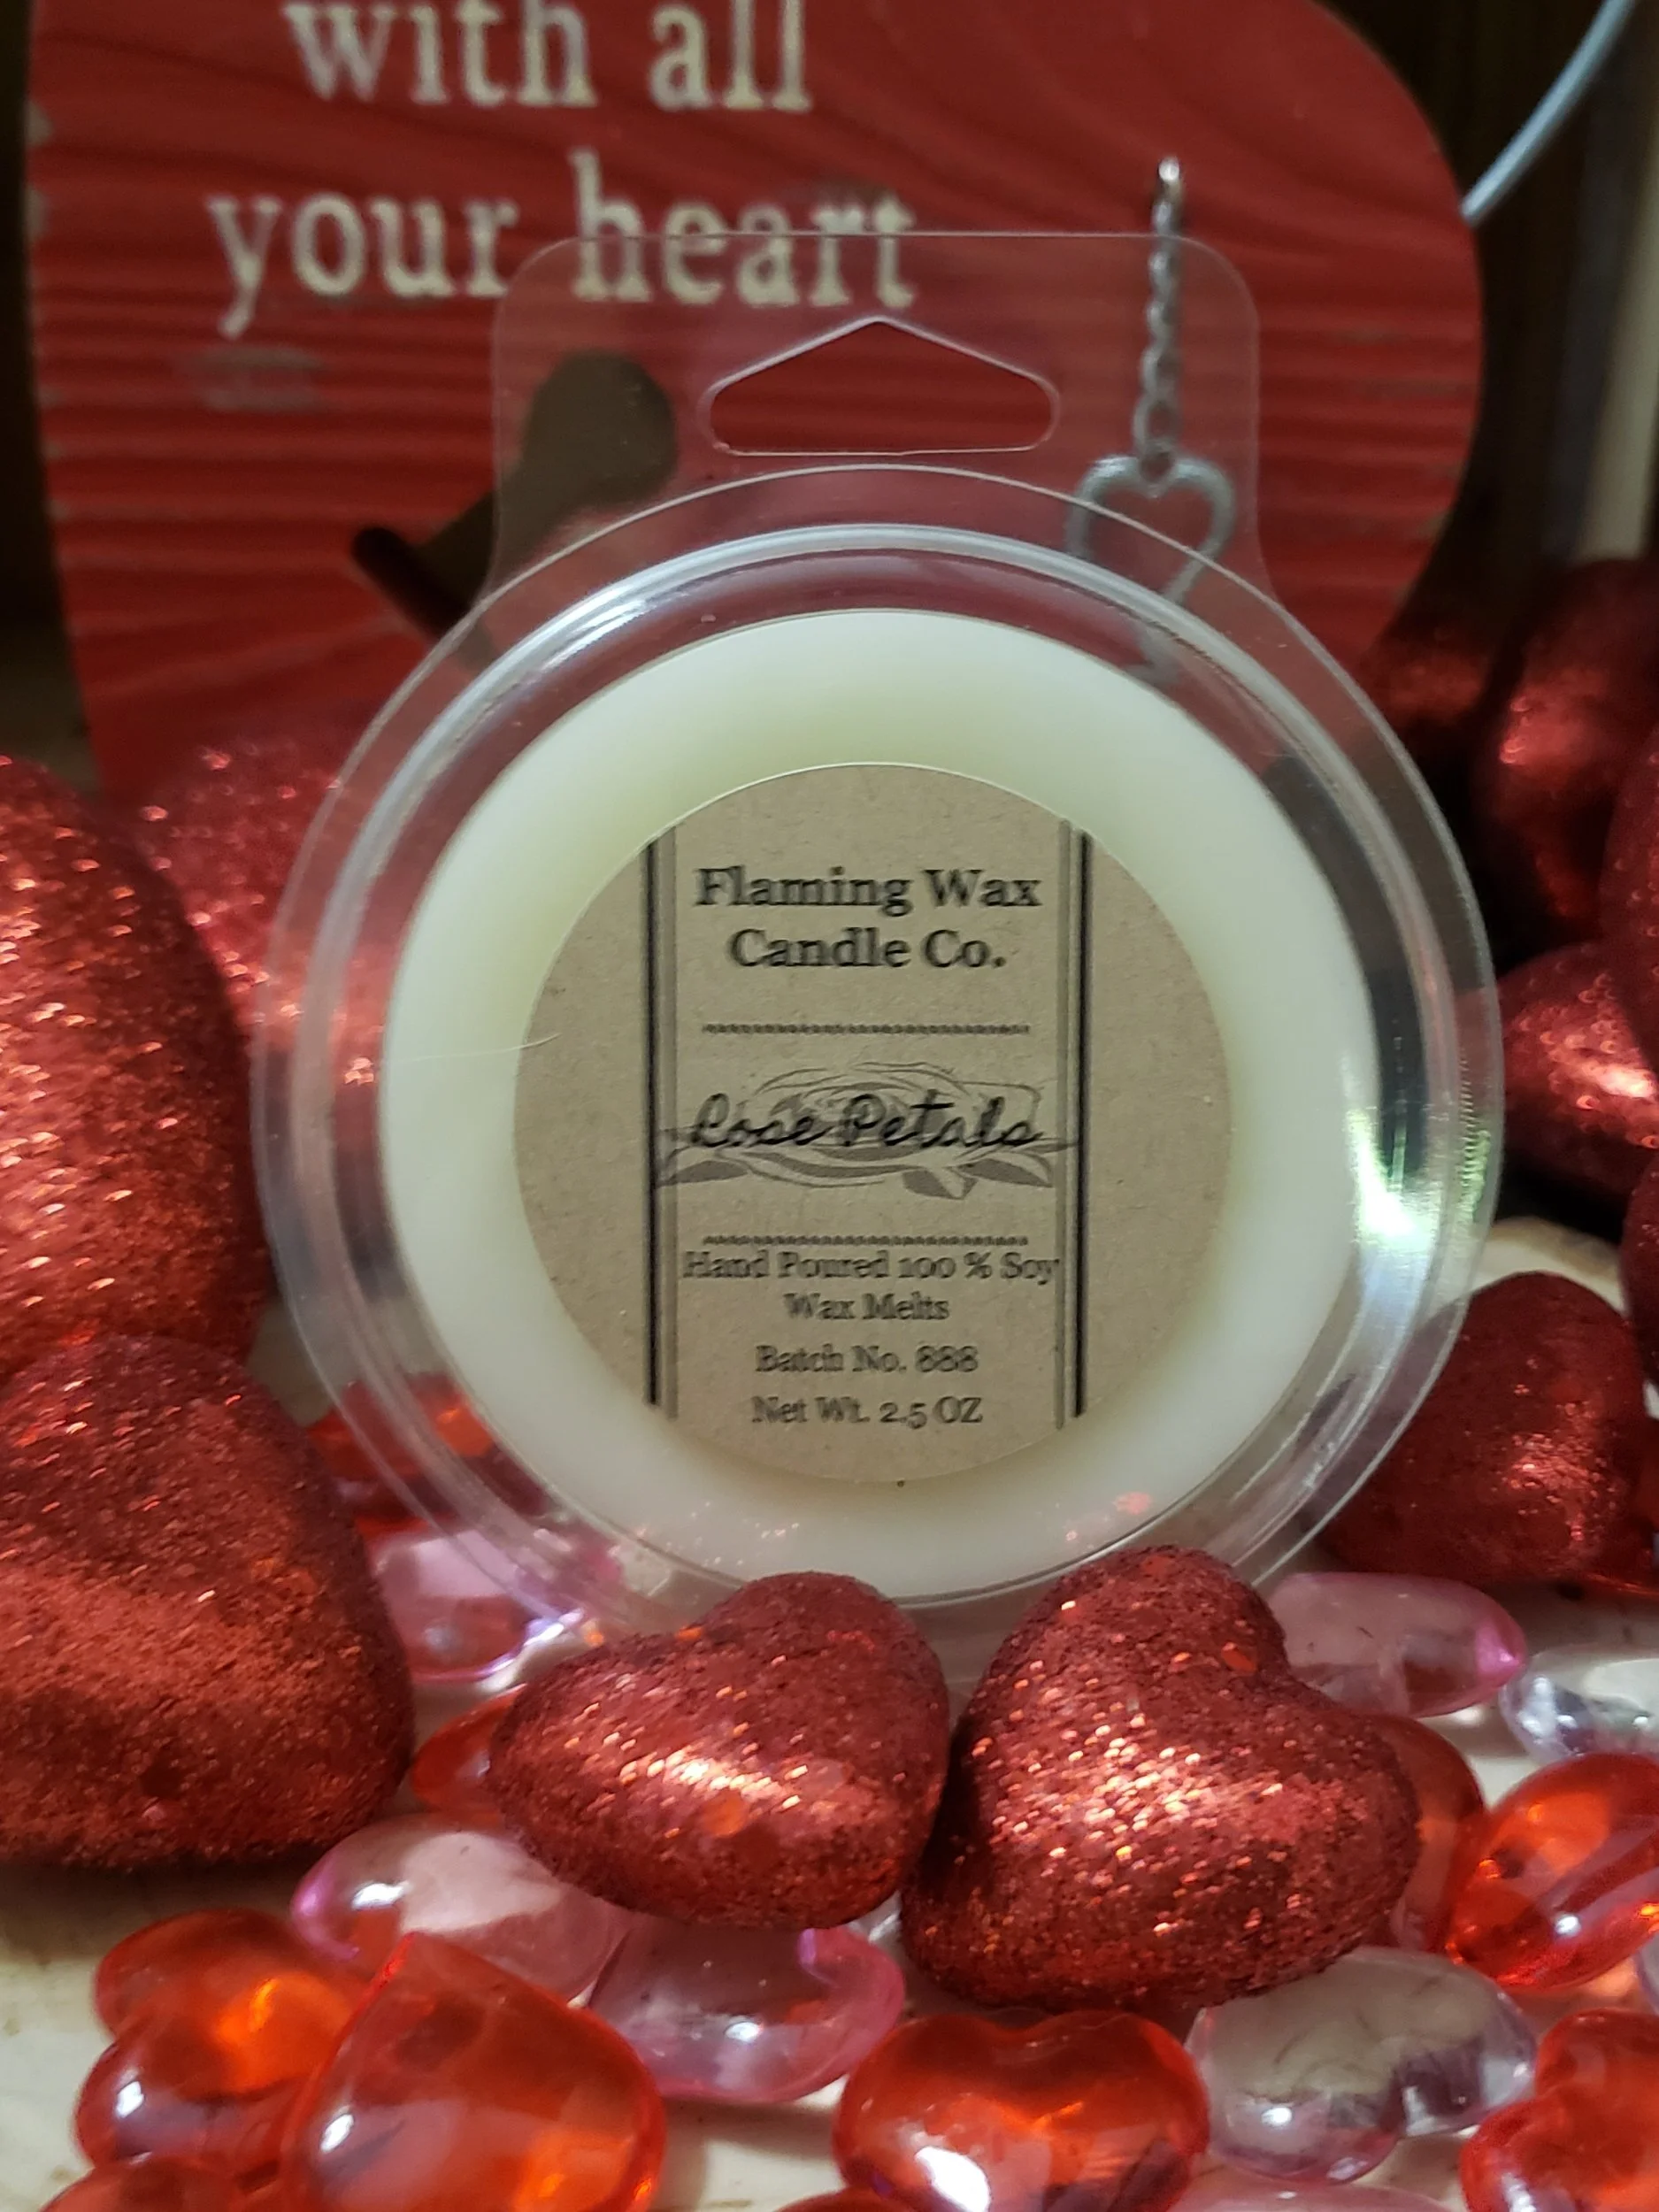 with all
your heart
Flaming Wax
Candle Co.
Rose Petals
Hand Poured 100 % Soy
Wax Melts
Batch No. 888
Net Wt. 2.5 OZ